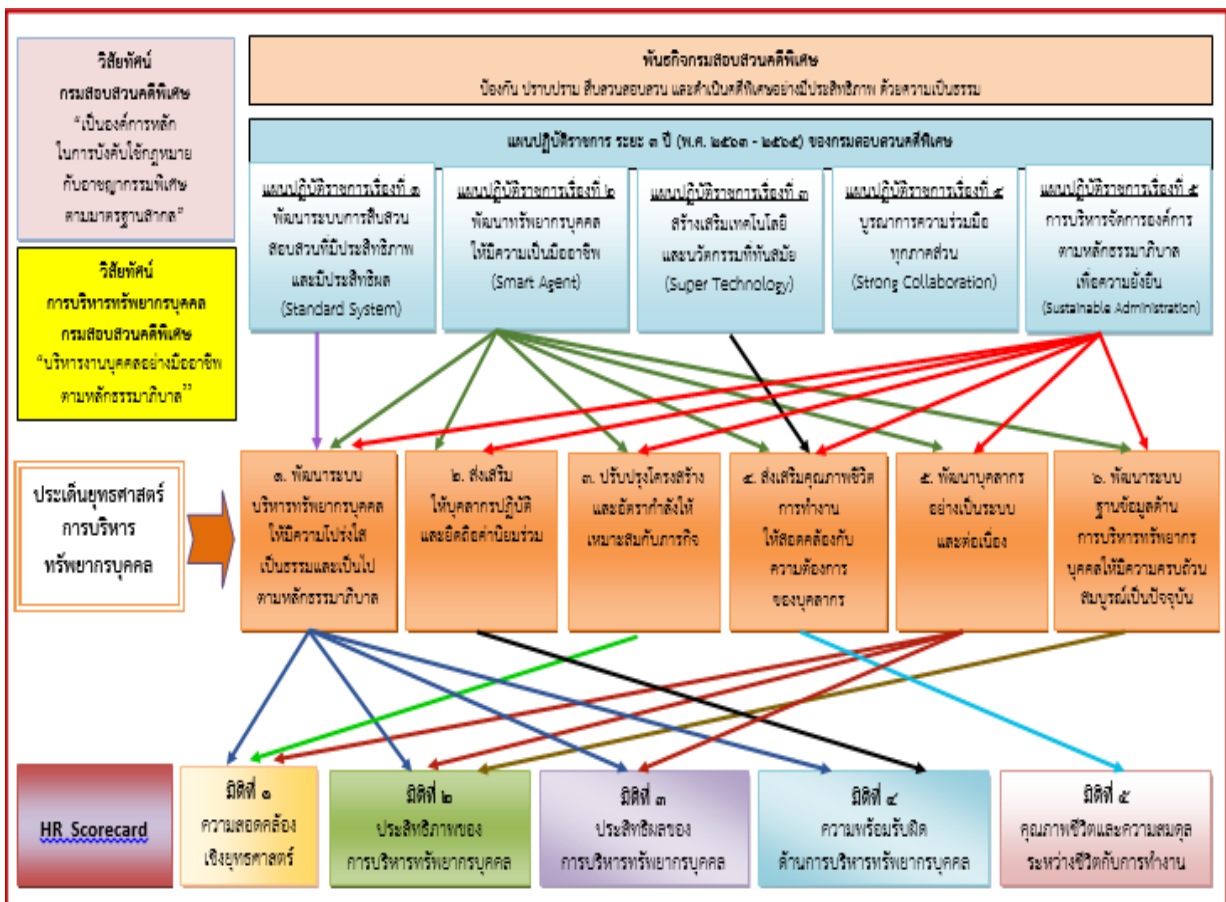 วิสัยทัศน์
กรมสอบสวนคดีพิเศษ
“เป็นองค์การหลัก
ในการบังคับใช้กฎหมาย
กับอาชญากรรมพิเศษ
ตามมาตรฐานสากล”
พันธกิจกรมสอบสวนคดีพิเศษ
ป้องกัน ปราบปราม สืบสวนสอบสวน และดำเนินคดีพิเศษอย่างมีประสิทธิภาพ ด้วยความเป็นธรรม
แผนปฏิบัติราชการ ระยะ ๓ ปี (พ.ศ. ๒๕๖๓ - ๒๕๖๕) ของกรมสอบสวนคดีพิเศษ
แผนปฏิบัติราชการเรื่องที่ ๑
พัฒนาระบบการสืบสวน
สอบสวนที่มีประสิทธิภาพ
และมีประสิทธิผล
(Standard System)
แผนปฏิบัติราชการเรื่องที่ ๒
พัฒนาทรัพยากรบุคคล
ให้มีความเป็นมืออาชีพ
(Smart Agent)
แผนปฏิบัติราชการเรื่องที่ ๓
สร้างเสริมเทคโนโลยี
และนวัตกรรมที่ทันสมัย
(Super Technology)
แผนปฏิบัติราชการเรื่องที่ ๔
บูรณาการความร่วมมือ
ทุกภาคส่วน
(Strong Collaboration)
แผนปฏิบัติราชการเรื่องที่ ๕
การบริหารจัดการองค์การ
ตามหลักธรรมาภิบาล
เพื่อความยั่งยืน
(Sustainable Administration)
วิสัยทัศน์
การบริหารทรัพยากรบุคคล
กรมสอบสวนคดีพิเศษ
“บริหารงานบุคคลอย่างมืออาชีพ
ตามหลักธรรมาภิบาล”
ประเด็นยุทธศาสตร์
การบริหาร
ทรัพยากรบุคคล
๑. พัฒนาระบบ
บริหารทรัพยากรบุคคล
ให้มีความโปร่งใส
เป็นธรรมและเป็นไป
ตามหลักธรรมาภิบาล
๒. ส่งเสริม
ให้บุคลากรปฏิบัติ
และยึดถือค่านิยมร่วม
๓. ปรับปรุงโครงสร้าง
และอัตรากำลังให้
เหมาะสมกับภารกิจ
๔. ส่งเสริมคุณภาพชีวิต
การทำงาน
ให้สอดคล้องกับ
ความต้องการ
ของบุคลากร
๕. พัฒนาบุคลากร
อย่างเป็นระบบ
และต่อเนื่อง
๖. พัฒนาระบบ
ฐานข้อมูลด้าน
การบริหารทรัพยากร
บุคคลให้มีความครบถ้วน
สมบูรณ์เป็นปัจจุบัน
HR Scorecard
มิติที่ ๑
ความสอดคล้อง
เชิงยุทธศาสตร์
มิติที่ ๒
ประสิทธิภาพของ
การบริหารทรัพยากรบุคคล
มิติที่ ๓
ประสิทธิผลของ
การบริหารทรัพยากรบุคคล
มิติที่ ๔
ความพร้อมรับผิด
ด้านการบริหารทรัพยากรบุคคล
มิติที่ ๕
คุณภาพชีวิตและความสมดุล
ระหว่างชีวิตกับการทำงาน